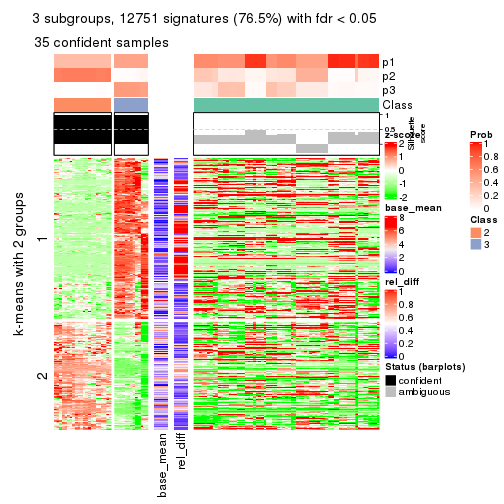 3 subgroups, 12751 signatures (76.5%) with fdr < 0.05
35 confident samples
p1
p2
p3
Class
1
0.5
0
Silhouette
score
k-means with 2 groups
1
2
base_mean
rel_diff
z-score
2
1
0
-1
-2
base_mean
8
6
4
2
0
rel_diff
1
0.8
0.6
0.4
0.2
0
Status (barplots)
confident
ambiguous
Prob
1
0.8
0.6
0.4
0.2
0
Class
2
3